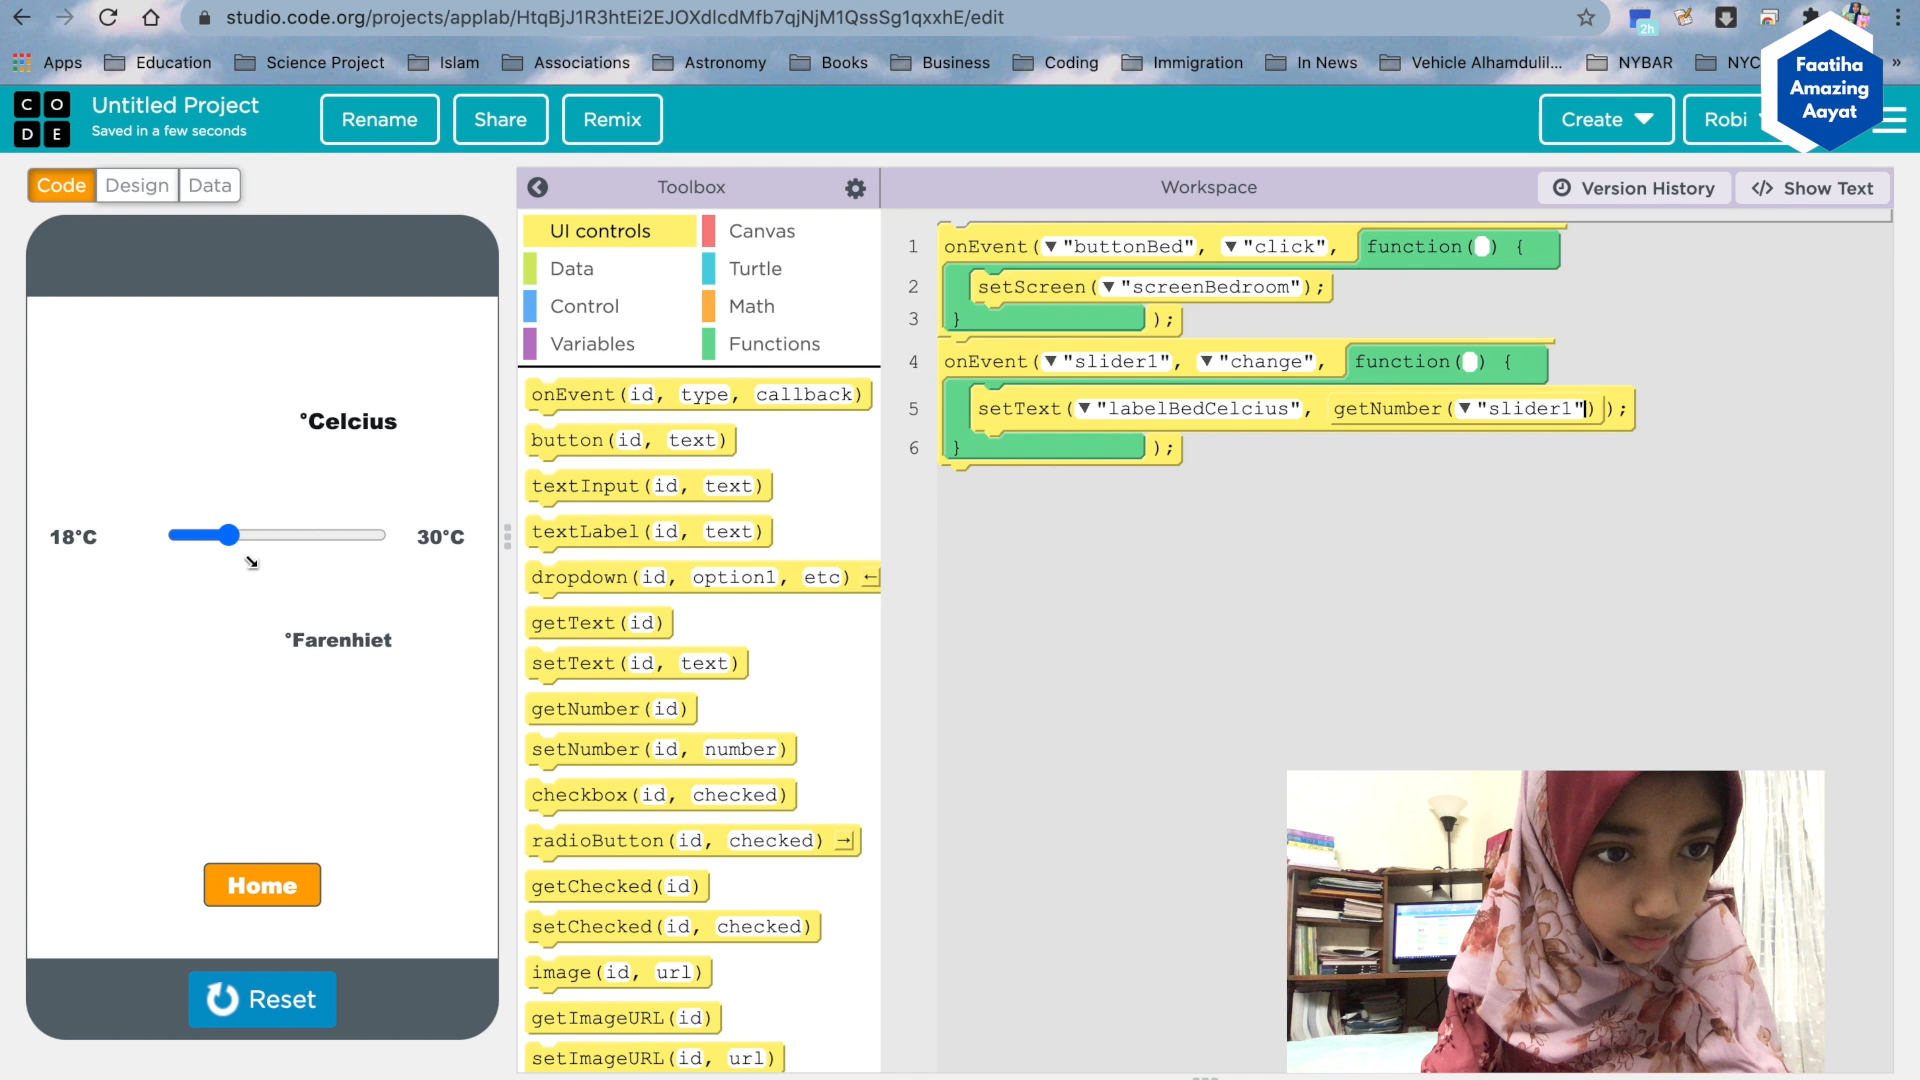 studio.code.org/projects/applab/HtqBjJ1R3htEi2EJOXdlcdMfb7qjNjM1QssSg1qxxhE/edit
2h
Apps Education Science Project Islam Associations Astronomy Books Business Coding Immigration In News Vehicle Alhamdulil... NYBAR NYC »
Faatiha
Amazing
Aayat
C O
D E
Untitled Project
Saved in a few seconds
Rename Share Remix
Create Robi
Code Design Data
Toolbox
Workspace
Version History
</> Show Text
UI controls Canvas
Data Turtle
Control Math
Variables Functions
°Celcius
18°C 30°C
°Farenhiet
Home
Reset
onEvent(id, type, callback)
button(id, text)
textInput(id, text)
textLabel(id, text)
dropdown(id, option1, etc) ←
getText(id)
setText(id, text)
getNumber(id)
setNumber(id, number)
checkbox(id, checked)
radioButton(id, checked) →
getChecked(id)
setChecked(id, checked)
image(id, url)
getImageURL(id)
setImageURL(id, url)
1 onEvent(▼"buttonBed", ▼"click", function() {
2 setScreen(▼"screenBedroom");
3 } );
4 onEvent(▼"slider1", ▼"change", function() {
5 setText(▼"labelBedCelcius", getNumber(▼"slider1"));
6 } );